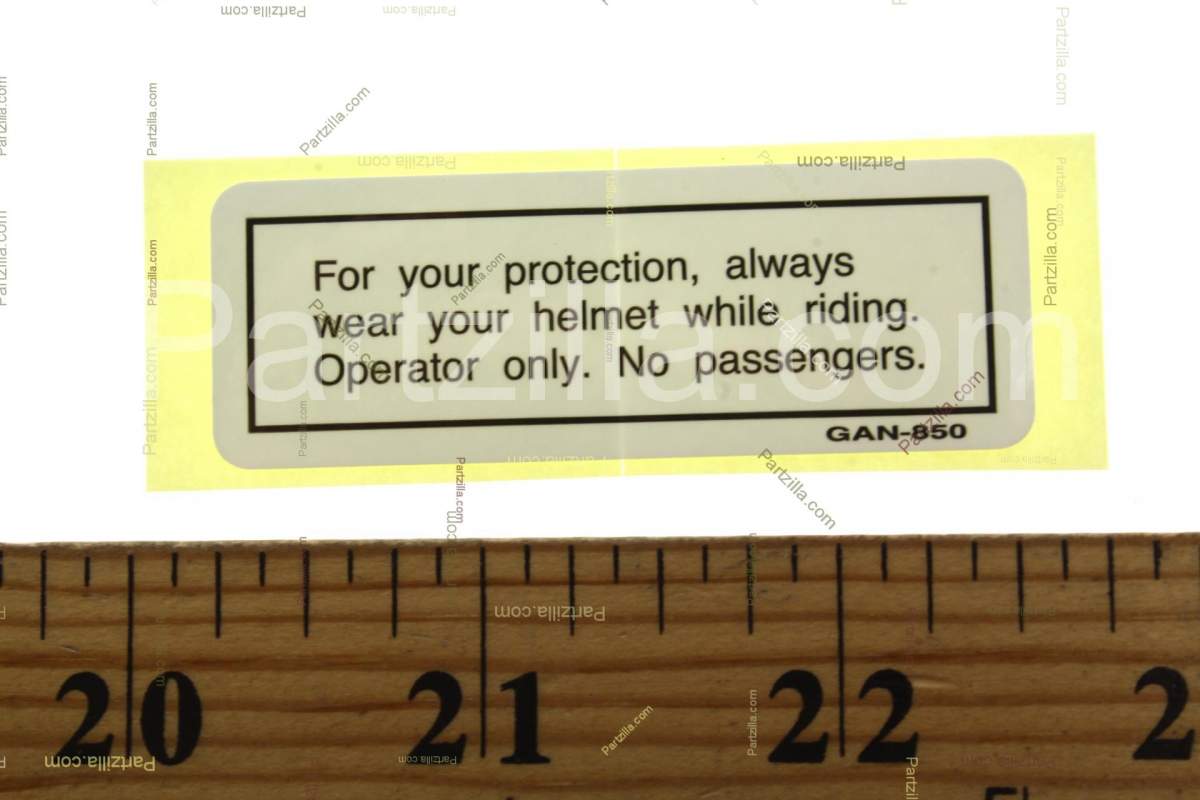 For your protection, always
wear your helmet while riding.
Operator only. No passengers.
GAN-850
Partzilla.com
20 21 22 2